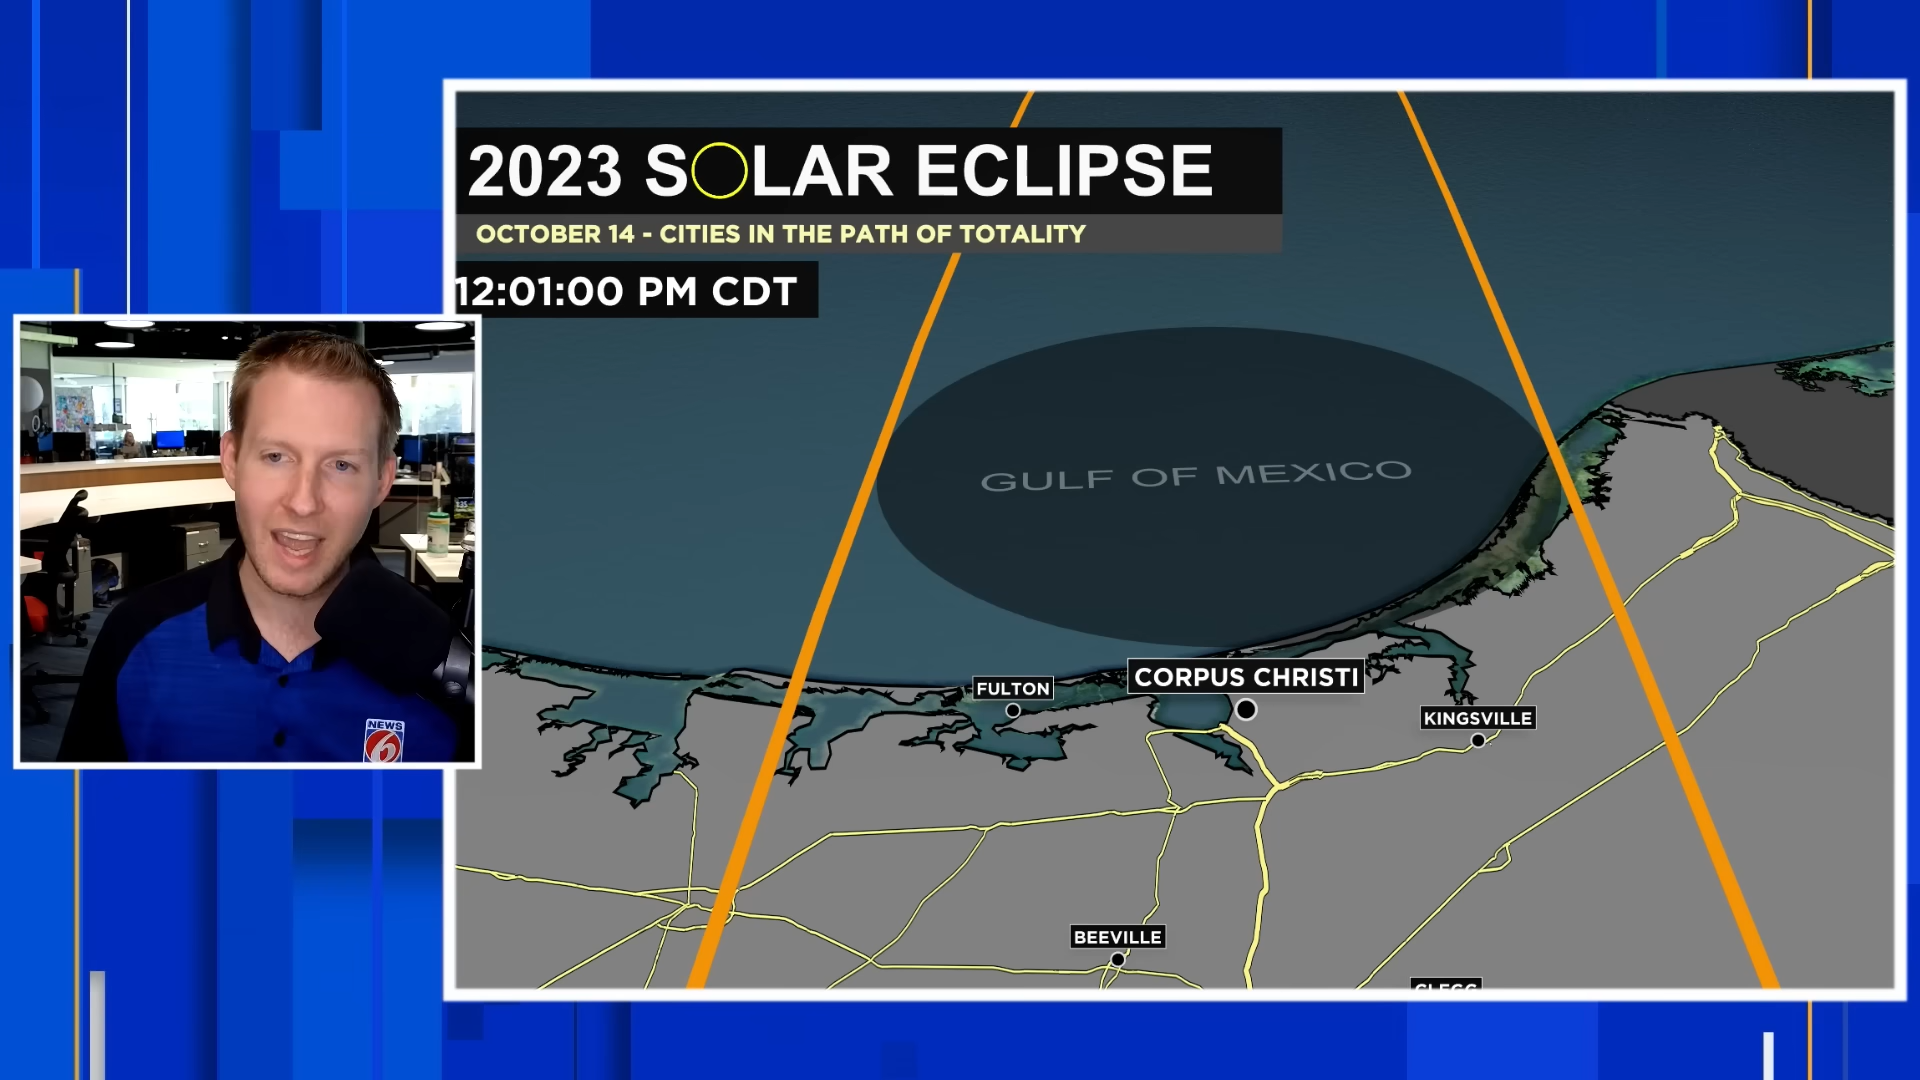 2023 SOLAR ECLIPSE
OCTOBER 14 - CITIES IN THE PATH OF TOTALITY
12:01:00 PM CDT
GULF OF MEXICO
CORPUS CHRISTI
FULTON
KINGSVILLE
NEWS
6
BEEVILLE
CLEGG